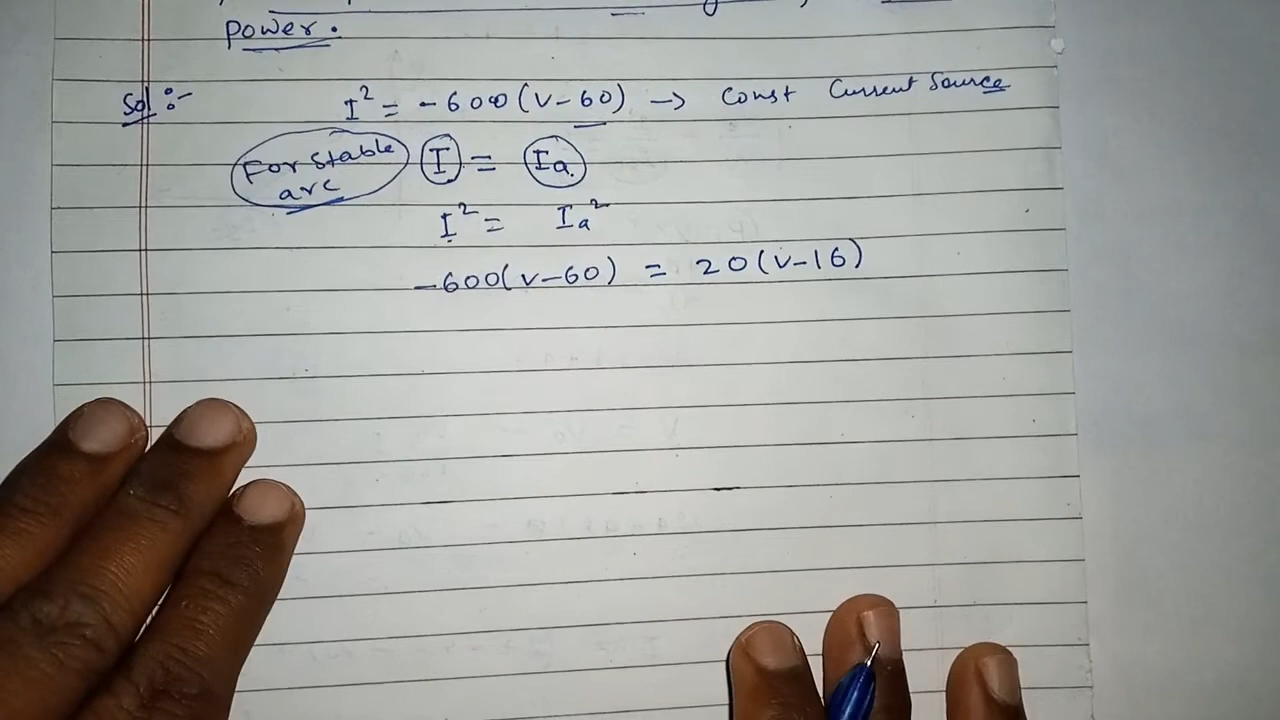 power.
Sol :- I² = -600(V-60) → Const Current Source
For stable arc I = Ia
I² = Ia²
-600(V-60) = 20(V-16)